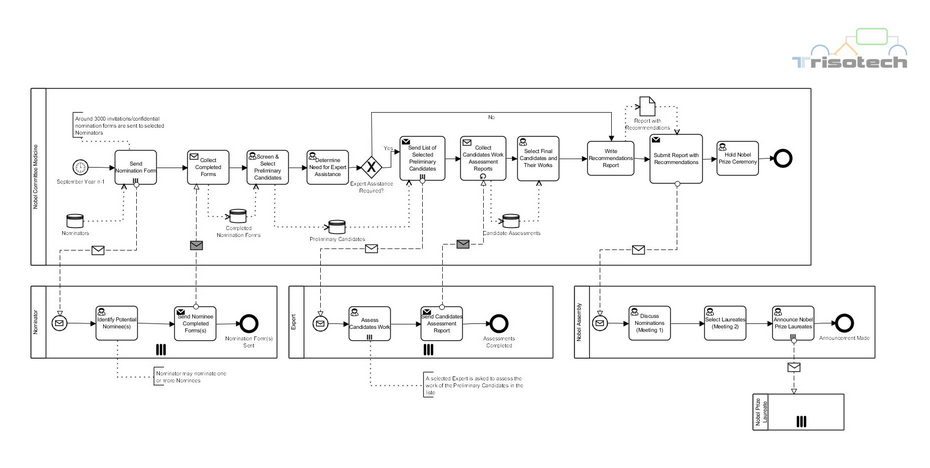 Trisotech
Nobel Committee Medicine
Around 3000 invitations/confidential
nomination forms are sent to selected
Nominators
September Year n-1
Send
Nomination Form
Nominators
Collect
Completed
Forms
Completed
Nomination Forms
Screen &
Select
Preliminary
Candidates
Preliminary Candidates
Determine
Need for Expert
Assistance
Expert Assistance
Required?
No
Yes
Send List of
Selected
Preliminary
Candidates
Collect
Candidates Work
Assessment
Reports
Candidate Assessments
Select Final
Candidates and
Their Works
Write
Recommendations
Report
Report with
Recommendations
Submit Report with
Recommendations
Hold Nobel
Prize Ceremony
Nominator
Identify Potential
Nominee(s)
Send Nominee
Completed
Form(s)
Nomination Form(s)
Sent
Nominator may nominate one
or more Nominees
Expert
Assess
Candidates Work
Send Candidates
Assessment
Report
Assessments
Completed
A selected Expert is asked to assess the
work of the Preliminary Candidates in the
Nobel Assembly
Discuss
Nominations
(Meeting 1)
Select Laureates
(Meeting 2)
Announce Nobel
Prize Laureates
Announcement Made
Nobel Prize
Laureate